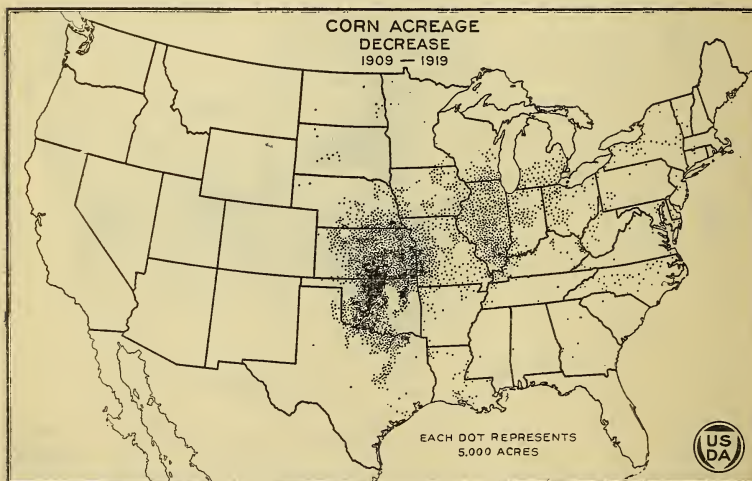 CORN ACREAGE
DECREASE
1909 — 1919
EACH DOT REPRESENTS
5,000 ACRES
US
DA